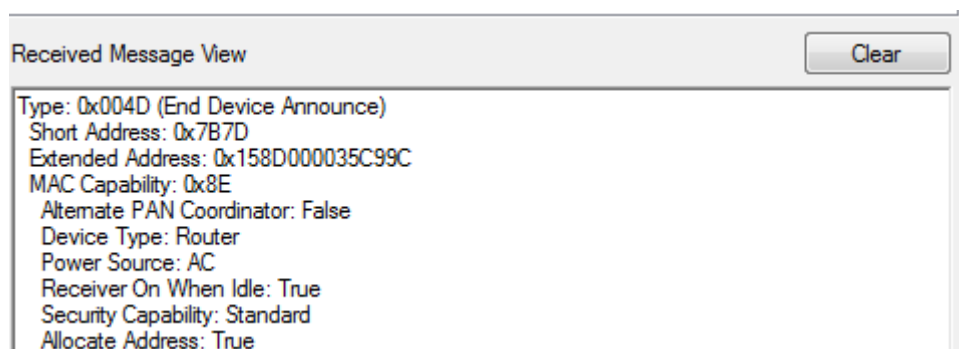 Received Message View
Clear
Type: 0x004D (End Device Announce)
Short Address: 0x7B7D
Extended Address: 0x158D000035C99C
MAC Capability: 0x8E
Alternate PAN Coordinator: False
Device Type: Router
Power Source: AC
Receiver On When Idle: True
Security Capability: Standard
Allocate Address: True